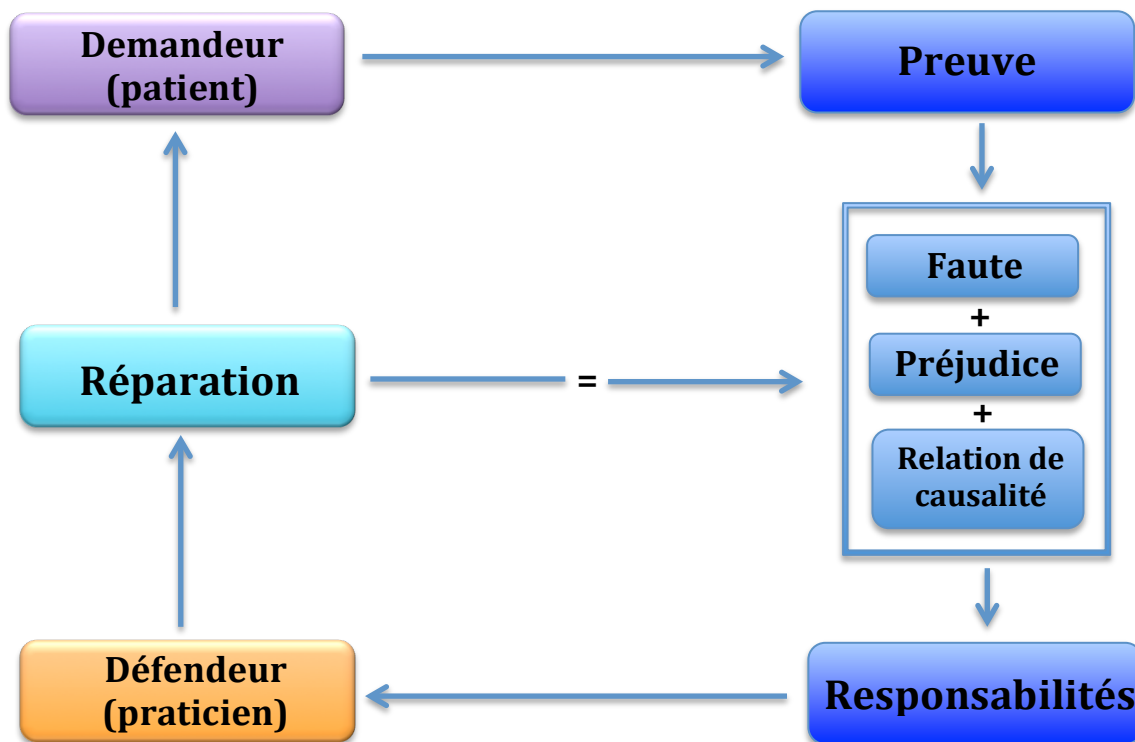 Demandeur
(patient)
Preuve
Faute
+
Préjudice
+
Relation de
causalité
Réparation
=
Défendeur
(praticien)
Responsabilités